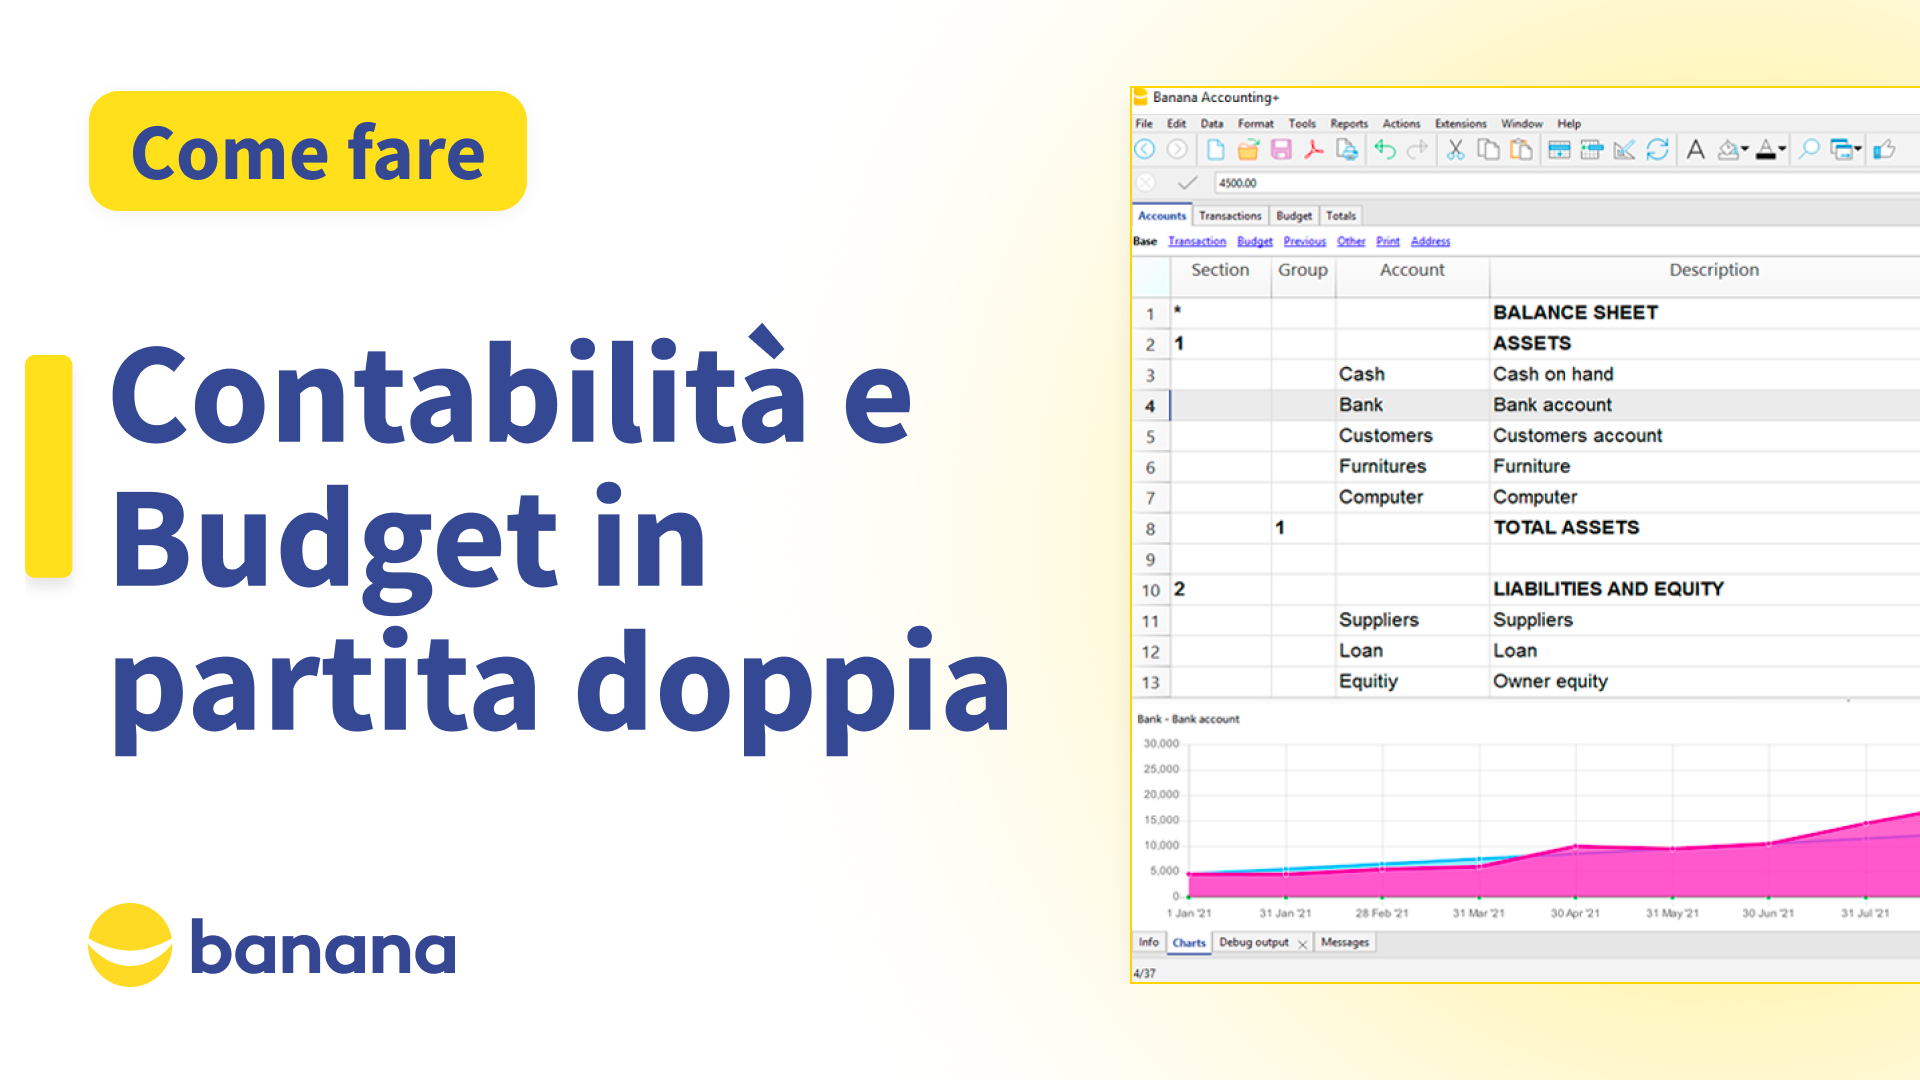 Come fare
Contabilità e
Budget in
partita doppia
banana
Banana Accounting+
File Edit Data Format Tools Reports Actions Extensions Window Help
4500.00
Accounts Transactions Budget Totals
Base Transaction Budget Previous Other Print Address
Section Group Account Description
1 * BALANCE SHEET
2 1 ASSETS
3 Cash Cash on hand
4 Bank Bank account
5 Customers Customers account
6 Furnitures Furniture
7 Computer Computer
8 1 TOTAL ASSETS
9
10 2 LIABILITIES AND EQUITY
11 Suppliers Suppliers
12 Loan Loan
13 Equitiy Owner equity
Bank - Bank account
30,000
25,000
20,000
15,000
10,000
5,000
0
1 Jan '21 31 Jan '21 28 Feb '21 31 Mar '21 30 Apr '21 31 May '21 30 Jun '21 31 Jul '21
Info Charts Debug output Messages
4/37